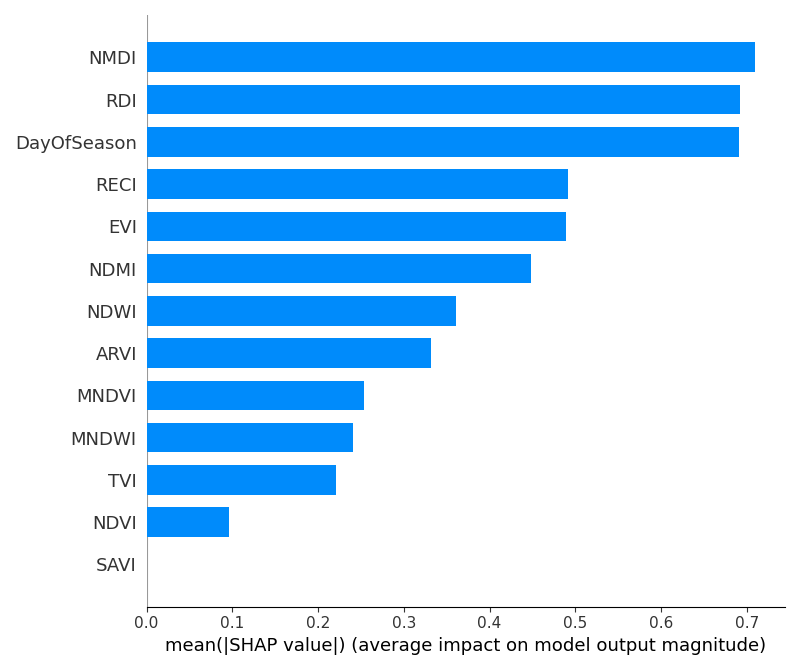 NMDI
RDI
DayOfSeason
RECI
EVI
NDMI
NDWI
ARVI
MNDVI
MNDWI
TVI
NDVI
SAVI
0.0 0.1 0.2 0.3 0.4 0.5 0.6 0.7
mean(|SHAP value|) (average impact on model output magnitude)